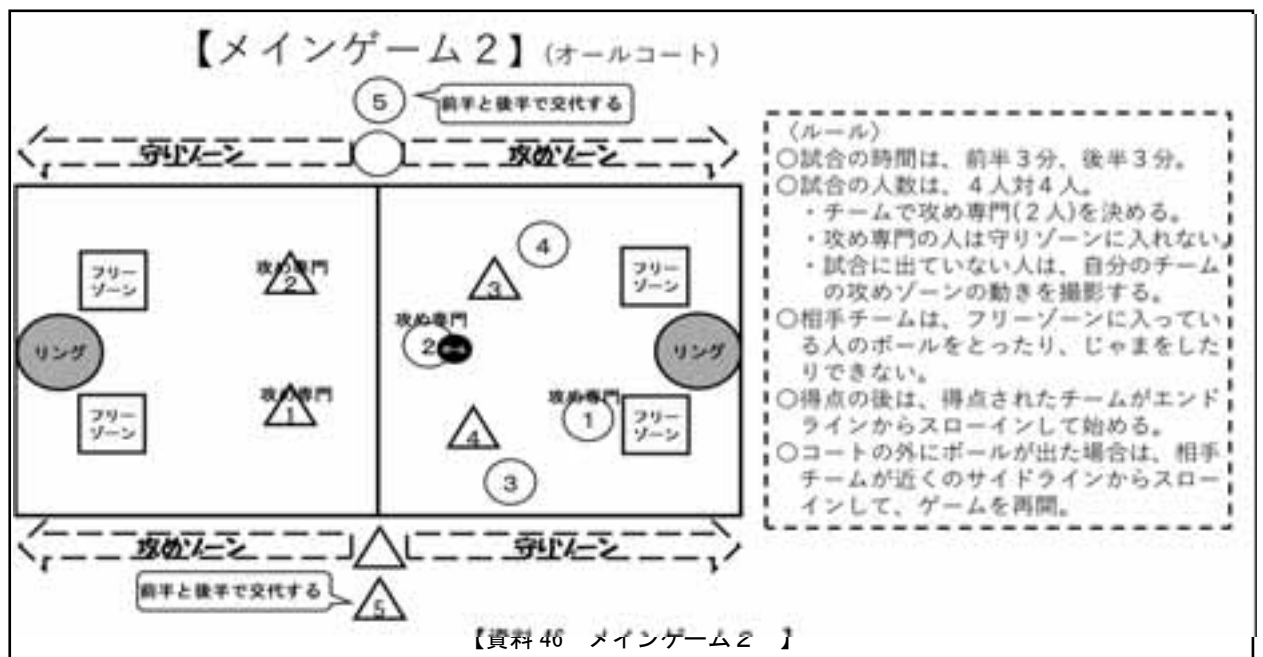 【メインゲーム２】(オールコート)
5
前半と後半で交代する
守りゾーン
攻めゾーン
フリー
ゾーン
攻め専門
2
4
3
フリー
ゾーン
攻め専門
2
リング
リング
フリー
ゾーン
攻め専門
1
攻め専門
1
フリー
ゾーン
4
3
攻めゾーン
守りゾーン
前半と後半で交代する
5
〈ルール〉
○試合の時間は、前半３分、後半３分。
○試合の人数は、４人対４人。
・チームで攻め専門(２人)を決める。
・攻め専門の人は守りゾーンに入れない
・試合に出ていない人は、自分のチーム
の攻めゾーンの動きを撮影する。
○相手チームは、フリーゾーンに入ってい
る人のボールをとったり、じゃまをした
りできない。
○得点の後は、得点されたチームがエンド
ラインからスローインして始める。
○コートの外にボールが出た場合は、相手
チームが近くのサイドラインからスロー
インして、ゲームを再開。
【資料 46　メインゲーム２　】